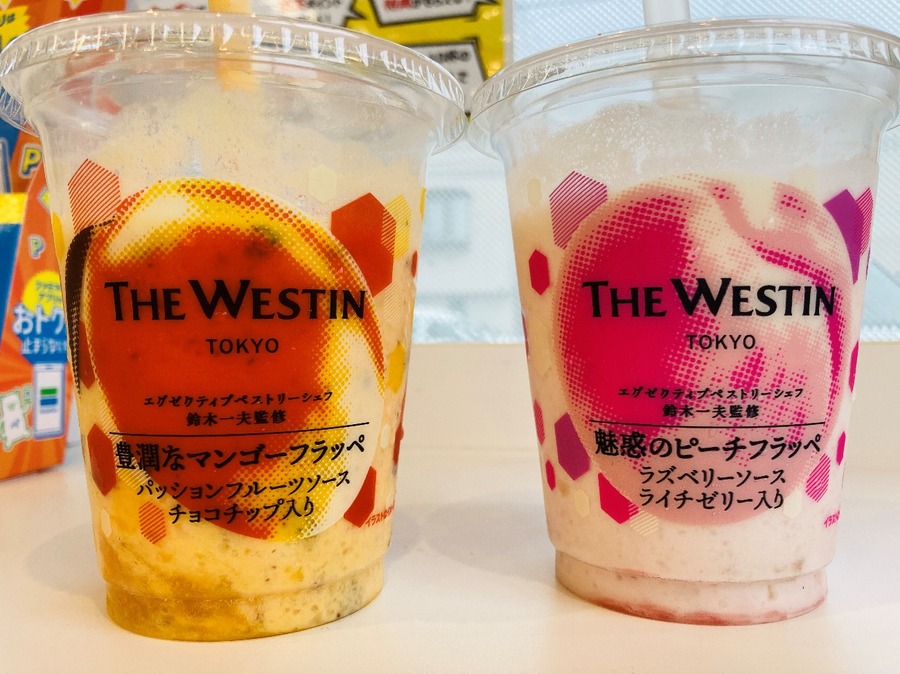 THE WESTIN
TOKYO
エグゼクティブペストリーシェフ
鈴木一夫監修
豊潤なマンゴーフラッペ
パッションフルーツソース
チョコチップ入り
THE WESTIN
TOKYO
エグゼクティブペストリーシェフ
鈴木一夫監修
魅惑のピーチフラッペ
ラズベリーソース
ライチゼリー入り